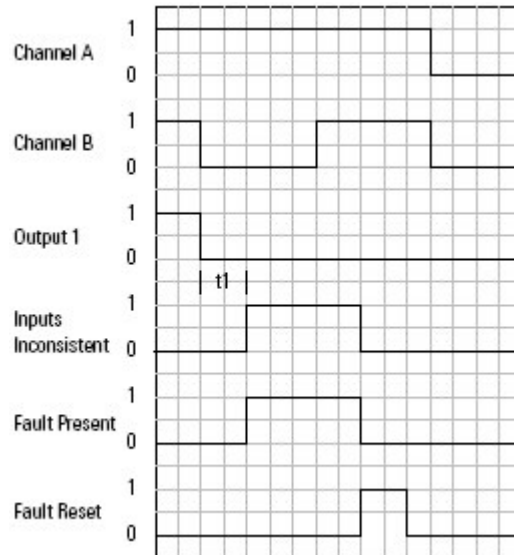 1
Channel A
0
1
Channel B
0
1
Output 1
0
t1
1
Inputs
Inconsistent
0
1
Fault Present
0
1
Fault Reset
0